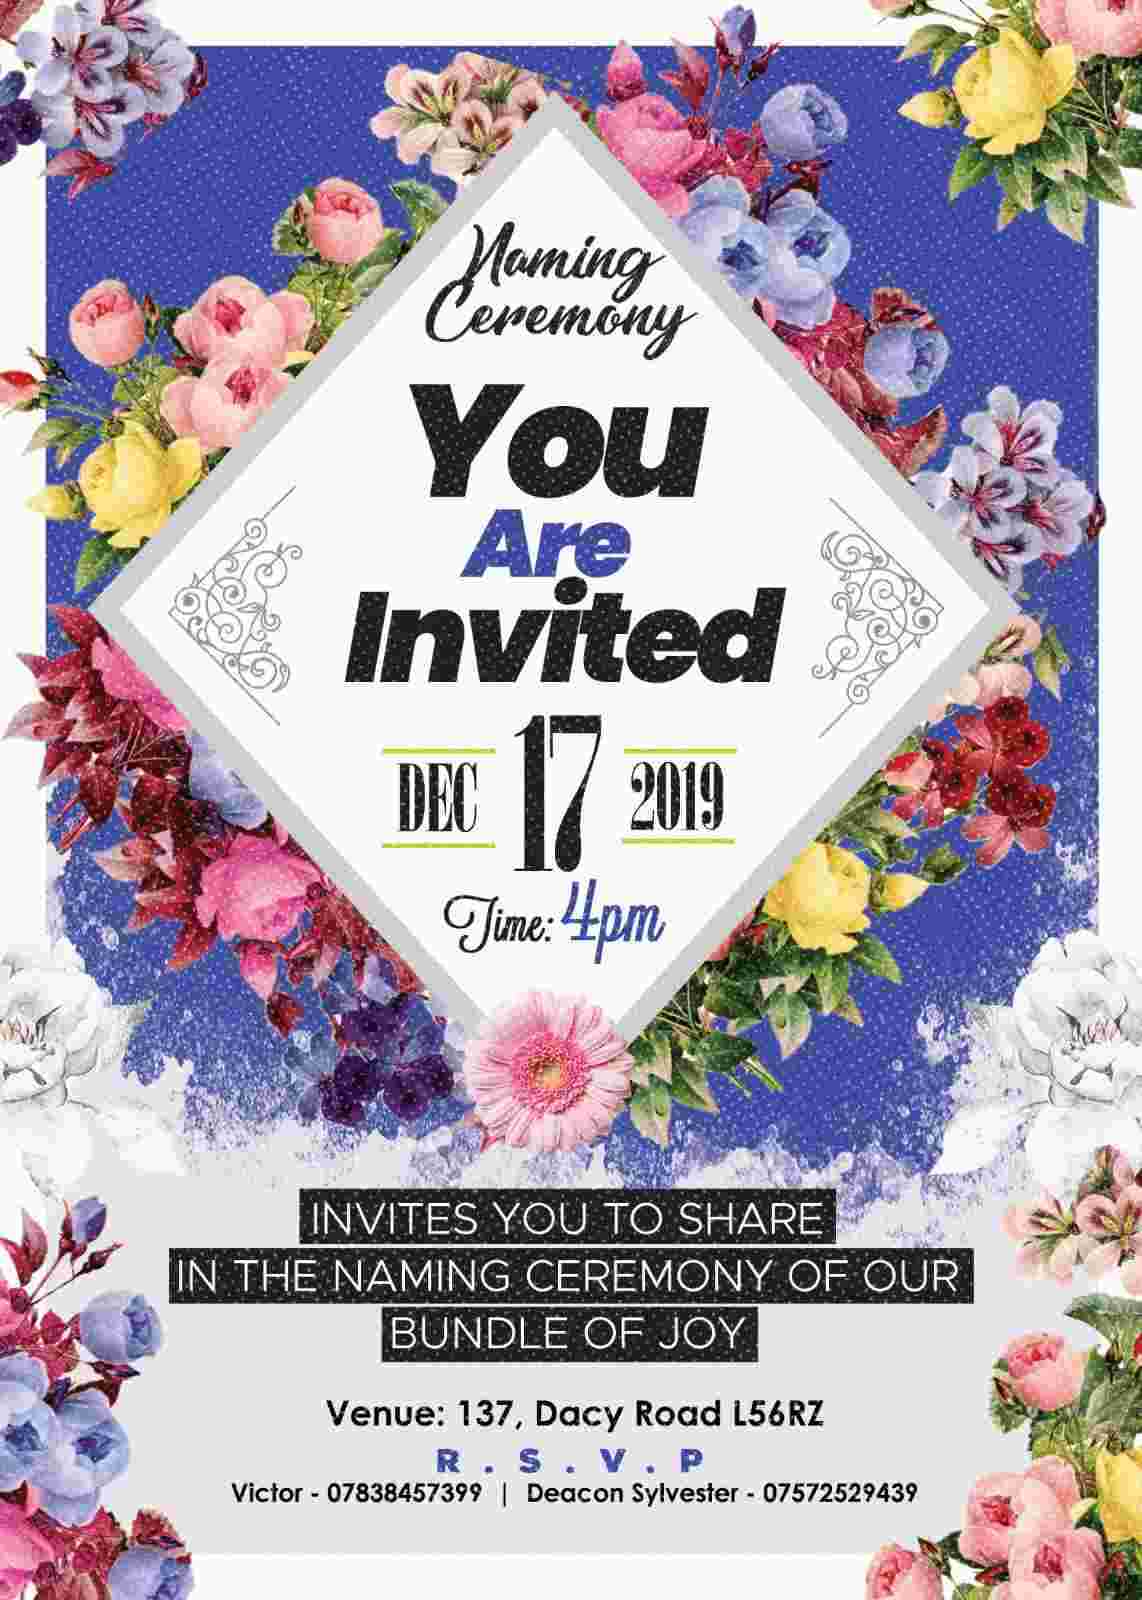 Naming
Ceremony
You
Are
Invited
DEC 17 2019
Time: 4pm
INVITES YOU TO SHARE
IN THE NAMING CEREMONY OF OUR
BUNDLE OF JOY
Venue: 137, Dacy Road L56RZ
R . S . V . P
Victor - 07838457399 | Deacon Sylvester - 07572529439